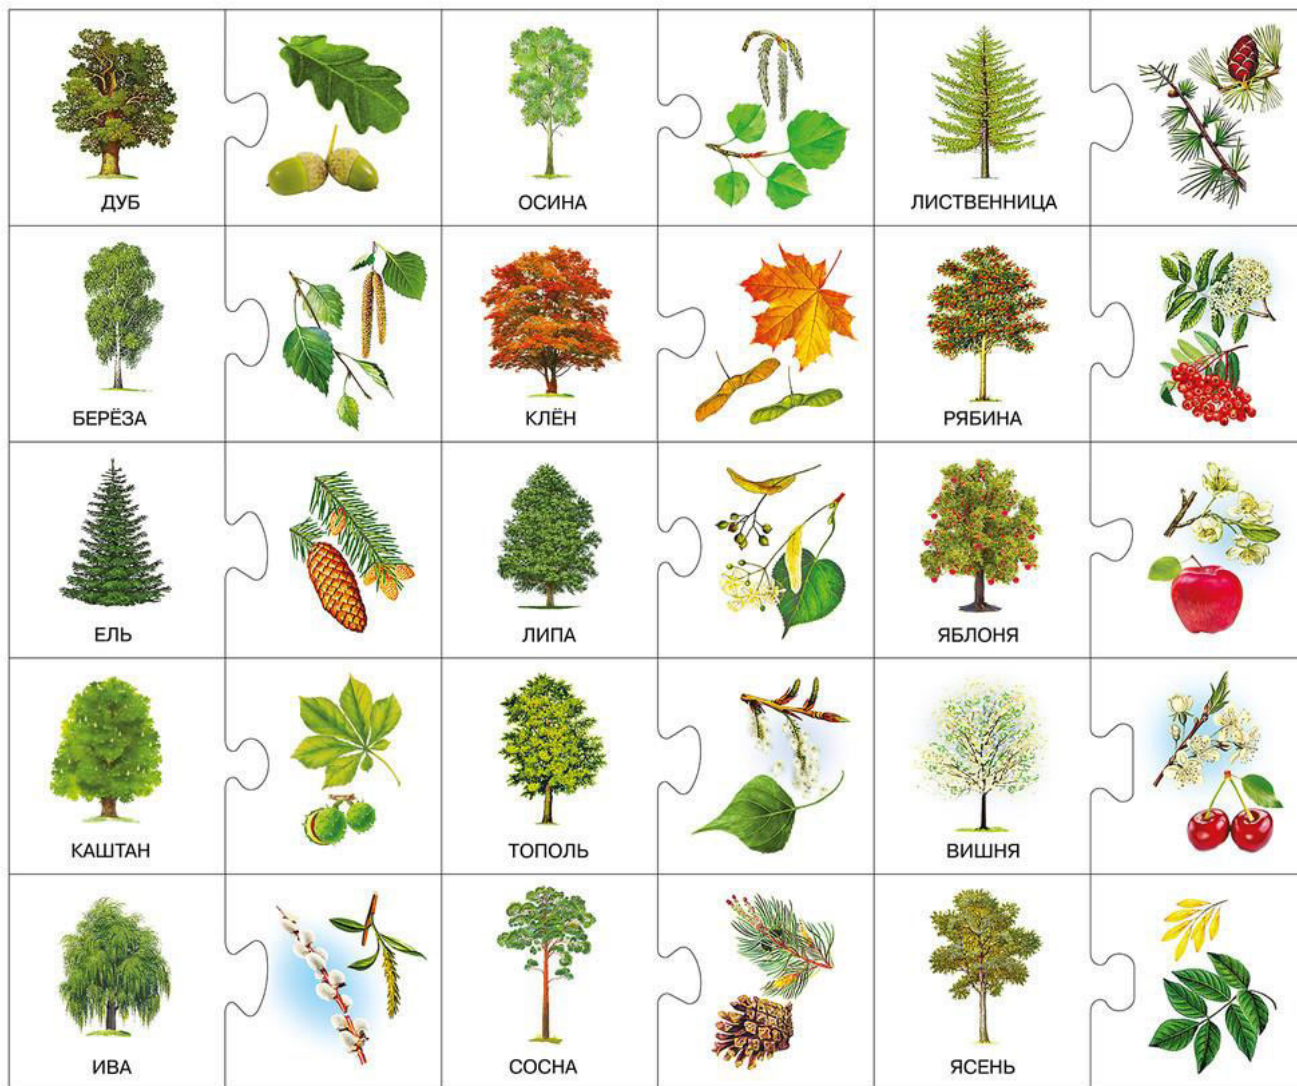 ДУБ
ОСИНА
ЛИСТВЕННИЦА
БЕРЁЗА
КЛЁН
РЯБИНА
ЕЛЬ
ЛИПА
ЯБЛОНЯ
КАШТАН
ТОПОЛЬ
ВИШНЯ
ИВА
СОСНА
ЯСЕНЬ